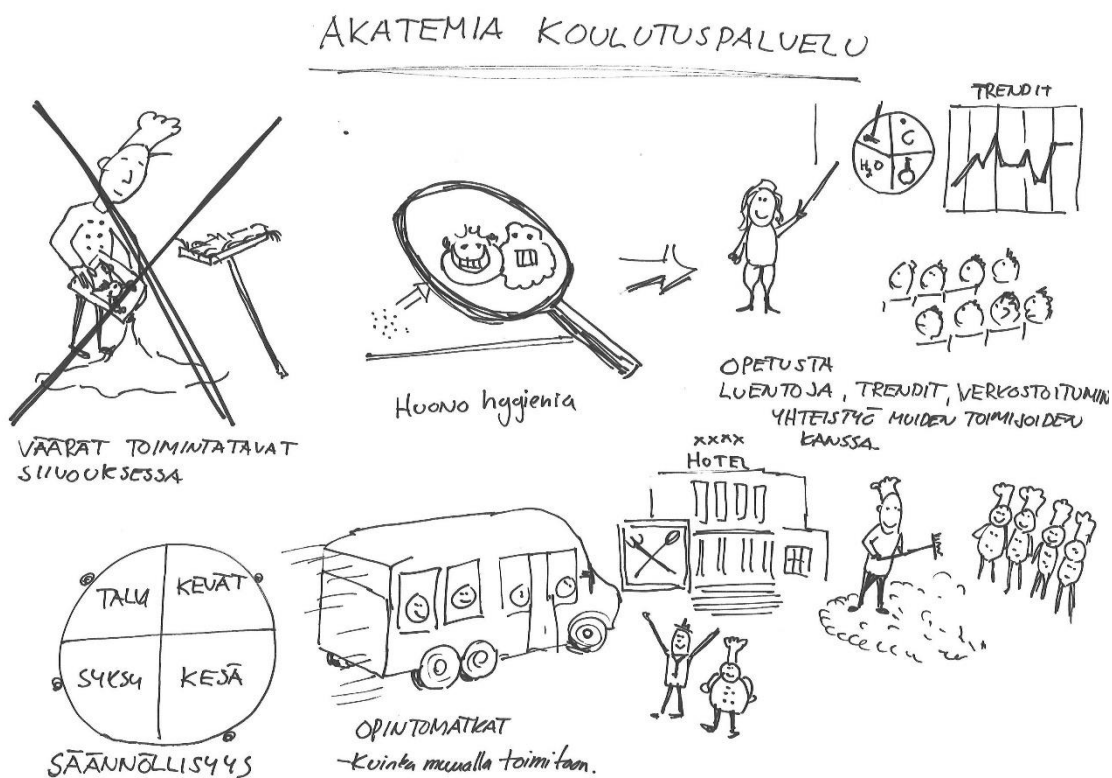 AKATEMIA KOULUTUSPALVELU
TRENDIT
H2O
C
HUONO hygienia
VÄÄRÄT TOIMINTATAVAT
SIIVOUKSESSA
OPETUSTA
LUENTOJA, TRENDIT, VERKOSTOITUMIN
YHTEISTYÖ MUIDEN TOIMIJOIDEN
KANSSA.
xxxx
HOTEL
TALVI
KEVÄT
SYKSY
KESÄ
SÄÄNNÖLLISYYS
OPINTOMATKAT
-Kuinka muualla toimitaan.